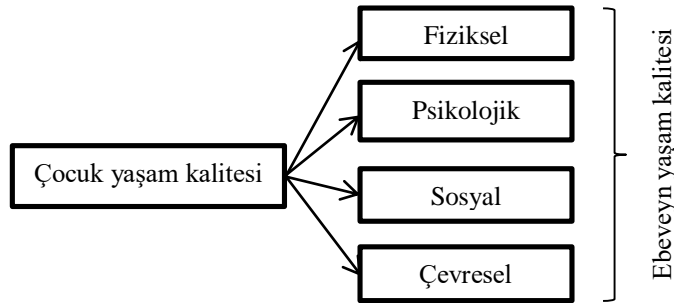 Fiziksel
Psikolojik
Çocuk yaşam kalitesi
Sosyal
Çevresel
Ebeveyn yaşam kalitesi